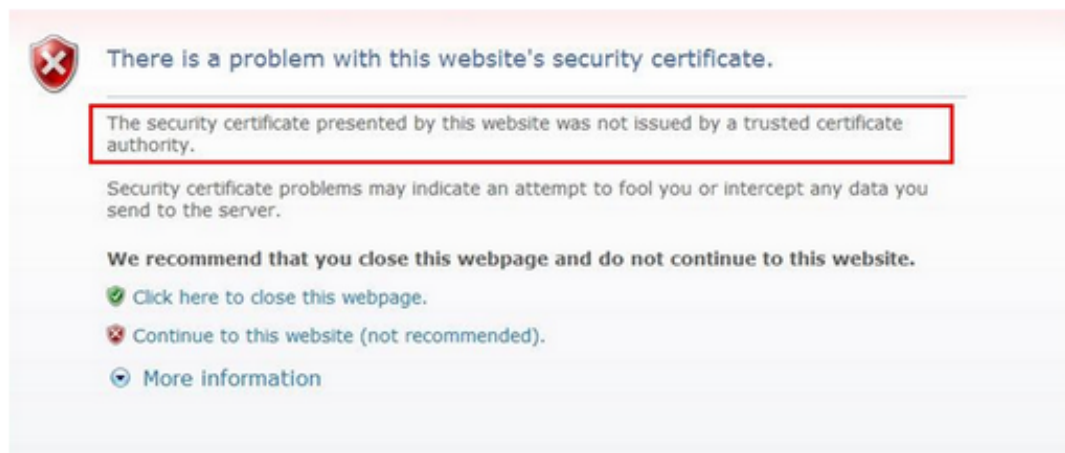 There is a problem with this website's security certificate.
The security certificate presented by this website was not issued by a trusted certificate
authority.
Security certificate problems may indicate an attempt to fool you or intercept any data you
send to the server.
We recommend that you close this webpage and do not continue to this website.
Click here to close this webpage.
Continue to this website (not recommended).
More information